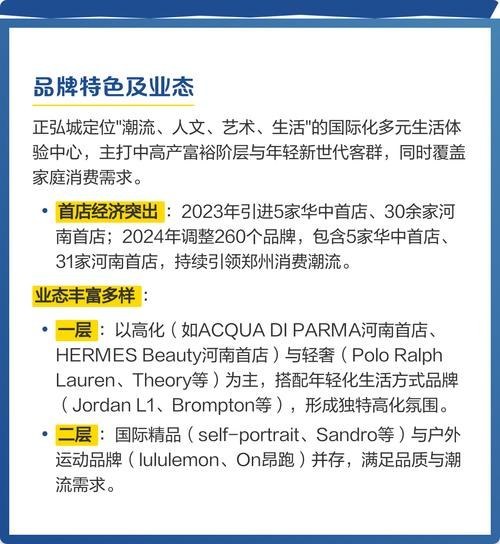 品牌特色及业态
正弘城定位"潮流、人文、艺术、生活"的国际化多元生活体
验中心，主打中高产富裕阶层与年轻新世代客群，同时覆盖
家庭消费需求。
• 首店经济突出：2023年引进5家华中首店、30余家河
南首店；2024年调整260个品牌，包含5家华中首店、
31家河南首店，持续引领郑州消费潮流。
业态丰富多样：
• 一层：以高化（如ACQUA DI PARMA河南首店、
HERMES Beauty河南首店）与轻奢（Polo Ralph
Lauren、Theory等）为主，搭配年轻化生活方式品牌
（Jordan L1、Brompton等），形成独特高化氛围。
• 二层：国际精品（self-portrait、Sandro等）与户外
运动品牌（lululemon、On昂跑）并存，满足品质与潮
流需求。